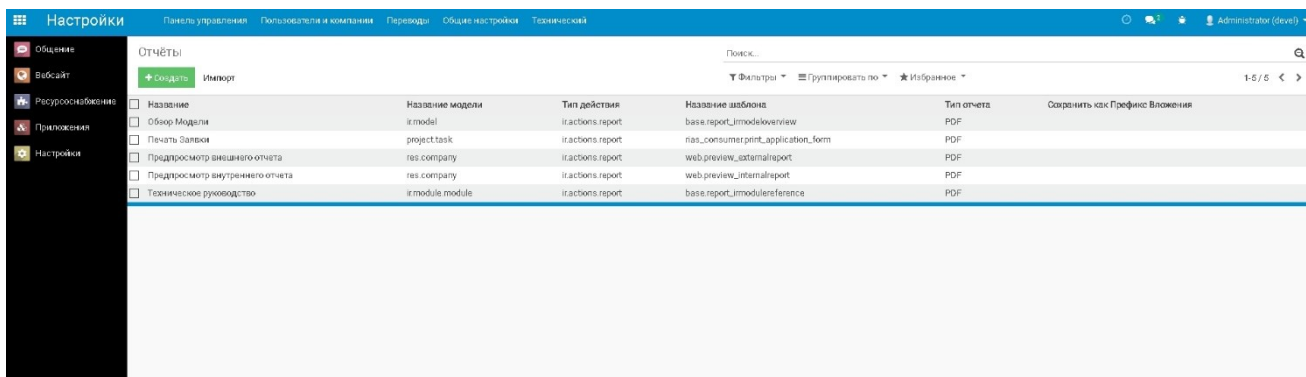 Настройки Панель управления Пользователи и компании Переводы Общие настройки Технический Administrator (devel)
Общение
Вебсайт
Ресурсоснабжение
Приложения
Настройки
Отчёты Поиск...
+ Создать Импорт Фильтры Группировать по Избранное 1-5 / 5
Название Название модели Тип действия Название шаблона Тип отчета Сохранить как Префикс Вложения
Обзор Модели ir.model ir.actions.report base.report_irmodeloverview PDF
Печать Заявки project.task ir.actions.report rias_consumer.print_application_form PDF
Предпросмотр внешнего отчета res.company ir.actions.report web.preview_externalreport PDF
Предпросмотр внутреннего отчета res.company ir.actions.report web.preview_internalreport PDF
Техническое руководство ir.module.module ir.actions.report base.report_irmodulereference PDF